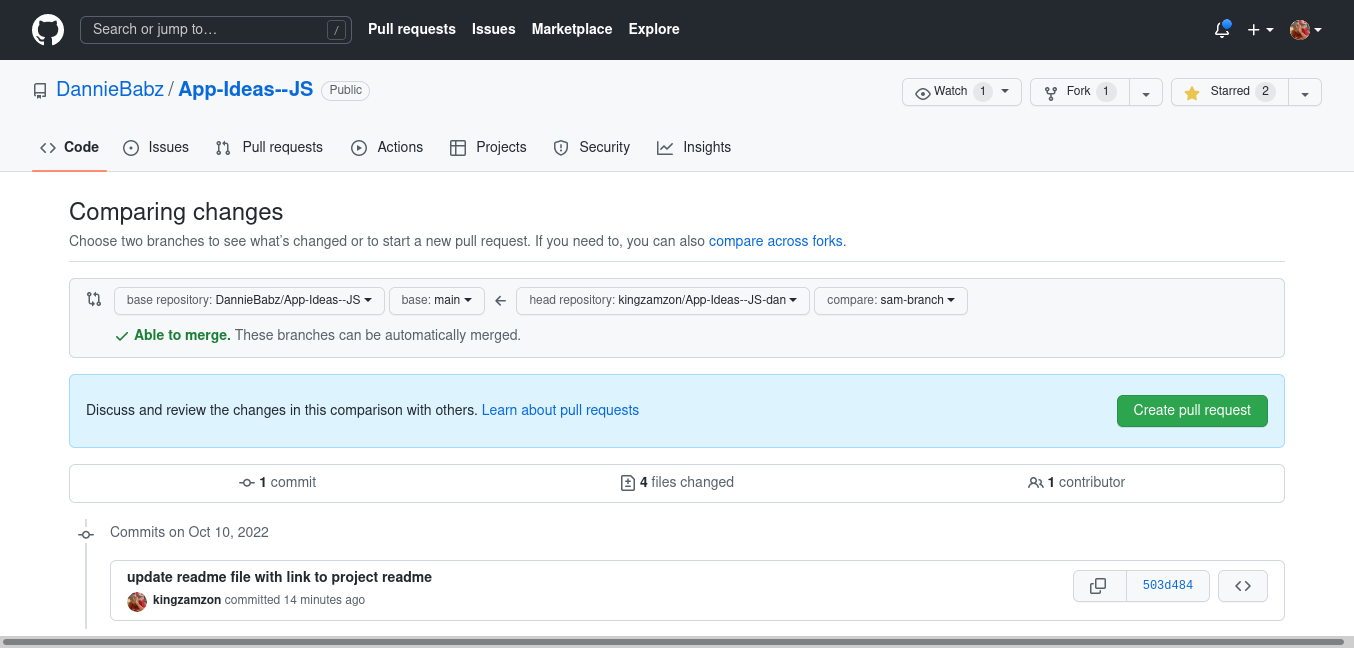 Search or jump to… /
Pull requests Issues Marketplace Explore
DannieBabz / App-Ideas--JS Public
Watch 1 Fork 1 Starred 2
Code Issues Pull requests Actions Projects Security Insights
Comparing changes
Choose two branches to see what's changed or to start a new pull request. If you need to, you can also compare across forks.
base repository: DannieBabz/App-Ideas--JS base: main head repository: kingzamzon/App-Ideas--JS-dan compare: sam-branch
Able to merge. These branches can be automatically merged.
Discuss and review the changes in this comparison with others. Learn about pull requests
Create pull request
1 commit 4 files changed 1 contributor
Commits on Oct 10, 2022
update readme file with link to project readme
kingzamzon committed 14 minutes ago
503d484